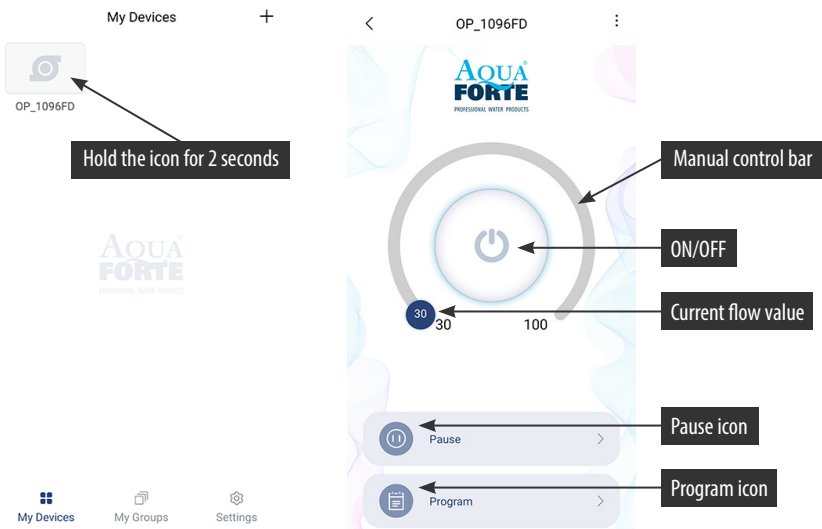 My Devices
+
OP_1096FD
Hold the icon for 2 seconds
AQUA
FORTE
PROFESSIONAL WATER PRODUCTS
My Devices
My Groups
Settings
OP_1096FD
AQUA
FORTE
PROFESSIONAL WATER PRODUCTS
Manual control bar
ON/OFF
Current flow value
30
30
100
Pause icon
Pause
Program icon
Program